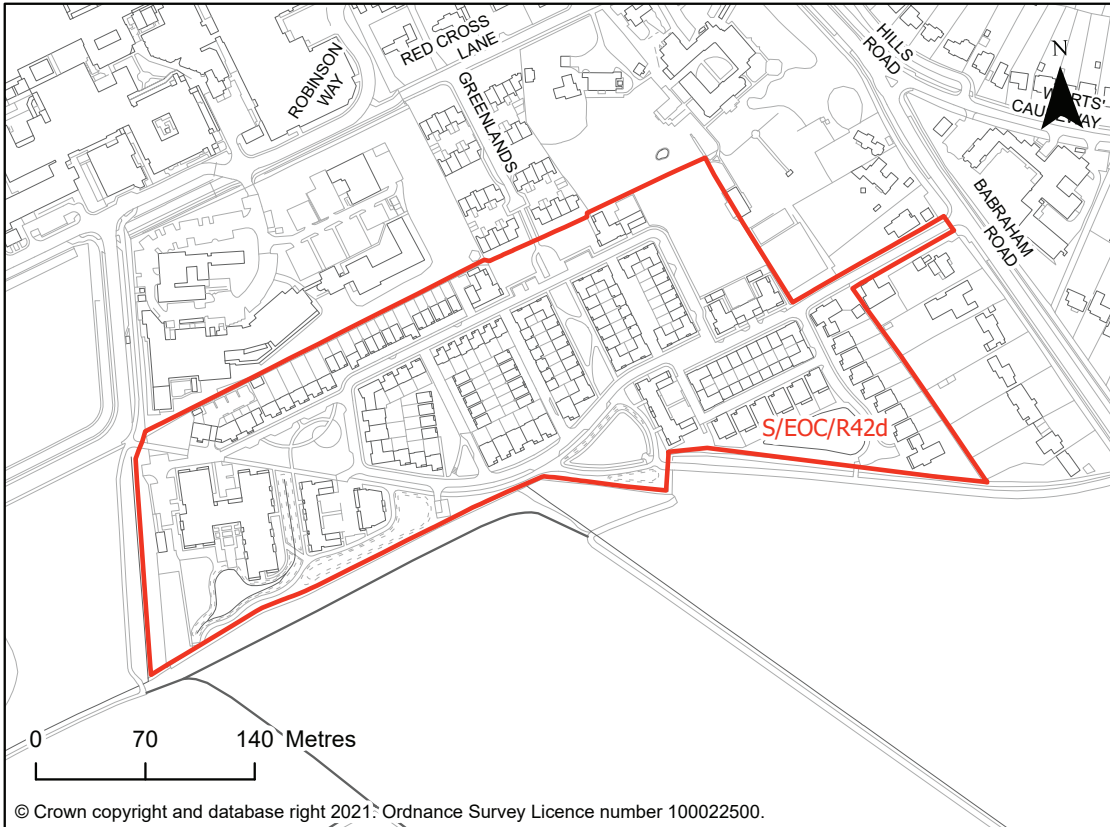 ROBINSON
WAY
RED CROSS
LANE
GREENLANDS
HILLS
ROAD
N
WORTS'
CAUSEWAY
BABRAHAM
ROAD
S/EOC/R42d
0 70 140 Metres
© Crown copyright and database right 2021. Ordnance Survey Licence number 100022500.